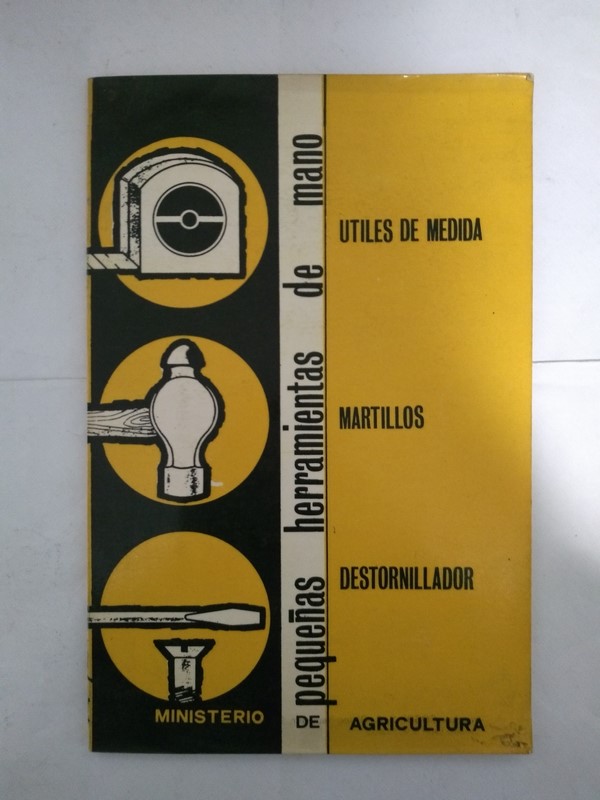 pequeñas herramientas de mano
UTILES DE MEDIDA
MARTILLOS
DESTORNILLADOR
MINISTERIO DE AGRICULTURA